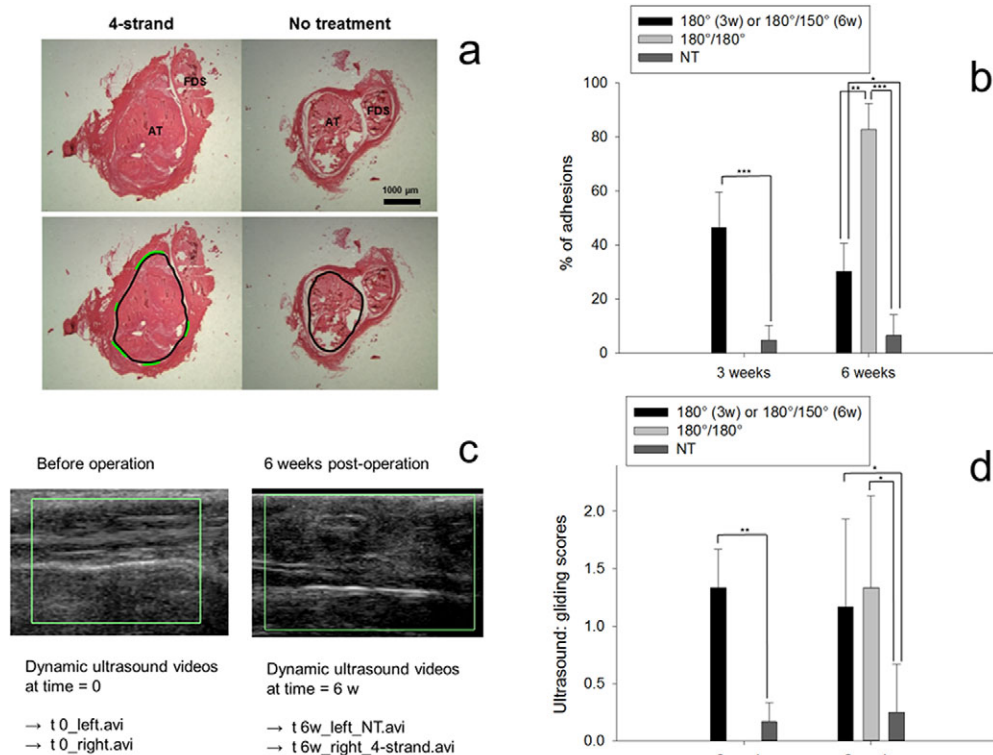 4-strand
No treatment
a
FDS
AT
AT
FDS
1000 µm
180° (3w) or 180°/150° (6w)
180°/180°
NT
b
% of adhesions
100
80
60
40
20
0
***
**
*
***
3 weeks
6 weeks
c
Before operation
6 weeks post-operation
Dynamic ultrasound videos
at time = 0
→ t 0_left.avi
→ t 0_right.avi
Dynamic ultrasound videos
at time = 6 w
→ t 6w_left_NT.avi
→ t 6w_right_4-strand.avi
180° (3w) or 180°/150° (6w)
180°/180°
NT
d
Ultrasound: gliding scores
2.0
1.5
1.0
0.5
0.0
**
*
*